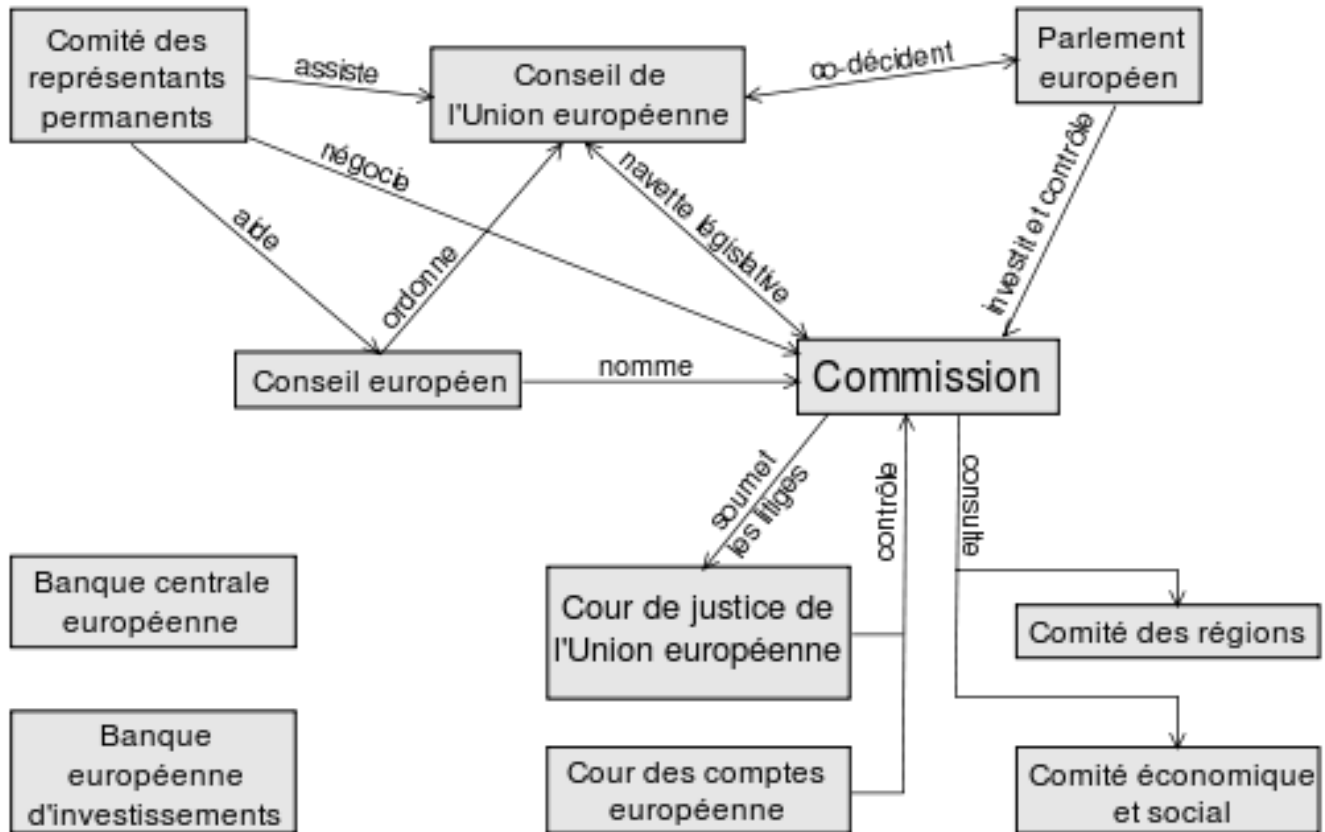 Comité des
représentants
permanents
assiste
Conseil de
l'Union européenne
co-décident
Parlement
européen
négocie
navette législative
investit et contrôle
aide
ordonne
Conseil européen
nomme
Commission
soumet
les litiges
contrôle
consulte
Banque centrale
européenne
Cour de justice de
l'Union européenne
Comité des régions
Banque
européenne
d'investissements
Cour des comptes
européenne
Comité économique
et social